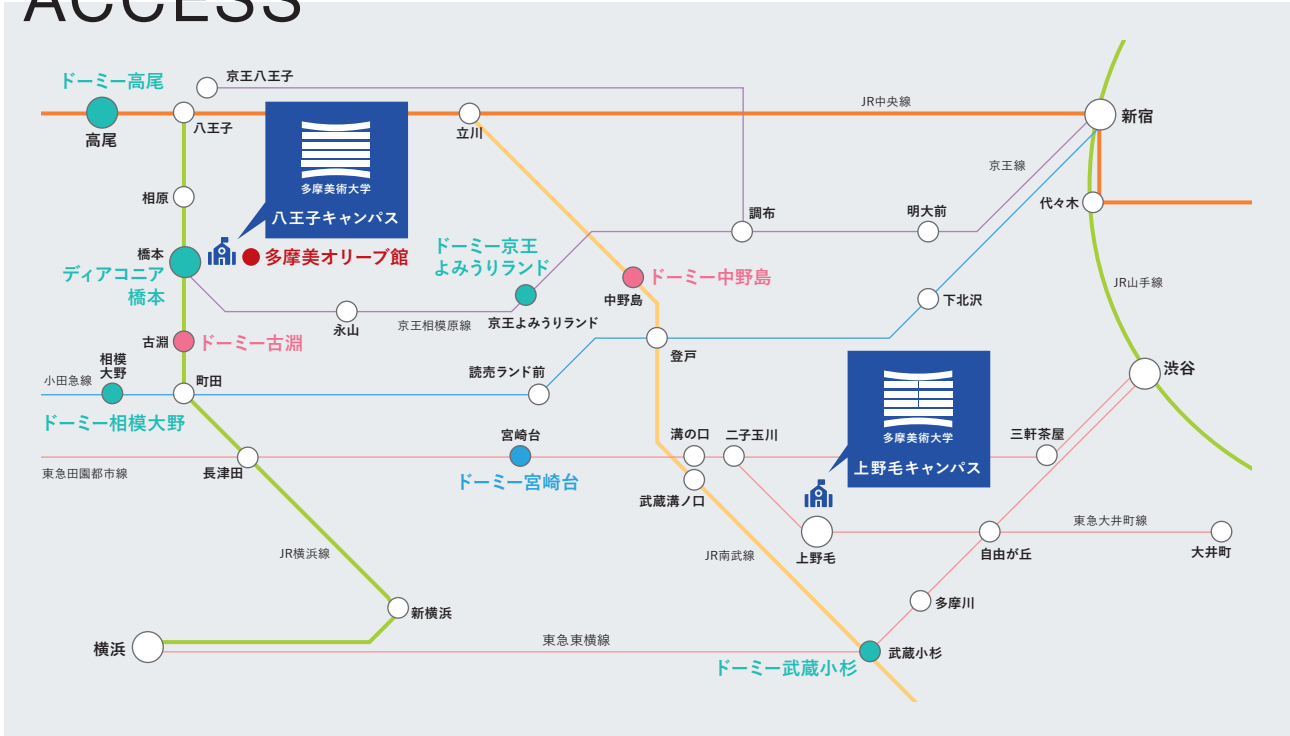 ACCESS
ドーミー高尾
高尾
京王八王子
八王子
多摩美術大学
八王子キャンパス
立川
JR中央線
新宿
京王線
代々木
相原
調布
明大前
橋本
ディアコニア
橋本
多摩美オリーブ館
ドーミー京王
よみうりランド
ドーミー中野島
中野島
JR山手線
永山
京王相模原線
京王よみうりランド
下北沢
古淵
ドーミー古淵
登戸
相模
大野
小田急線
町田
読売ランド前
渋谷
ドーミー相模大野
多摩美術大学
上野毛キャンパス
宮崎台
溝の口
二子玉川
三軒茶屋
東急田園都市線
長津田
ドーミー宮崎台
武蔵溝ノ口
JR横浜線
JR南武線
上野毛
自由が丘
東急大井町線
大井町
新横浜
多摩川
横浜
東急東横線
ドーミー武蔵小杉
武蔵小杉